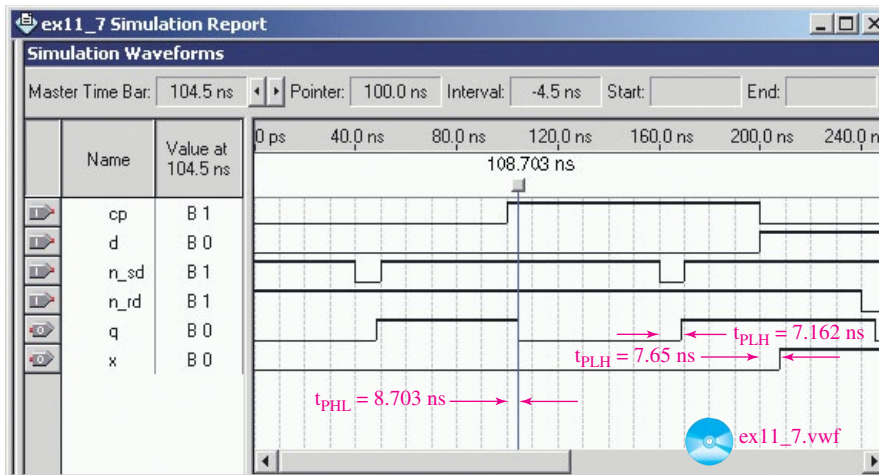 ex11_7 Simulation Report
Simulation Waveforms
Master Time Bar: 104.5 ns Pointer: 100.0 ns Interval: -4.5 ns Start: End:
Name
Value at
104.5 ns
0 ps 40.0 ns 80.0 ns 120.0 ns 160.0 ns 200.0 ns 240.0 n
108.703 ns
cp B 1
d B 0
n_sd B 1
n_rd B 1
q B 0
x B 0
tPLH = 7.162 ns
tPLH = 7.65 ns
tPHL = 8.703 ns
ex11_7.vwf